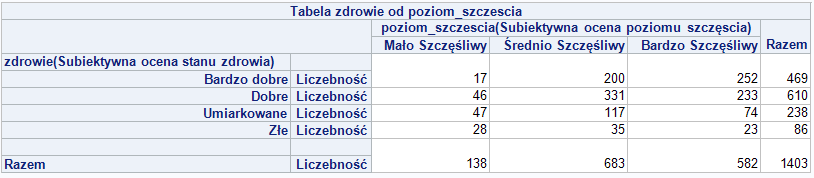 Tabela zdrowie od poziom_szczescia
poziom_szczescia(Subiektywna ocena poziomu szczęścia) Razem
Mało Szczęśliwy Średnio Szczęśliwy Bardzo Szczęśliwy
zdrowie(Subiektywna ocena stanu zdrowia)
Bardzo dobre Liczebność 17 200 252 469
Dobre Liczebność 46 331 233 610
Umiarkowane Liczebność 47 117 74 238
Złe Liczebność 28 35 23 86
Razem Liczebność 138 683 582 1403